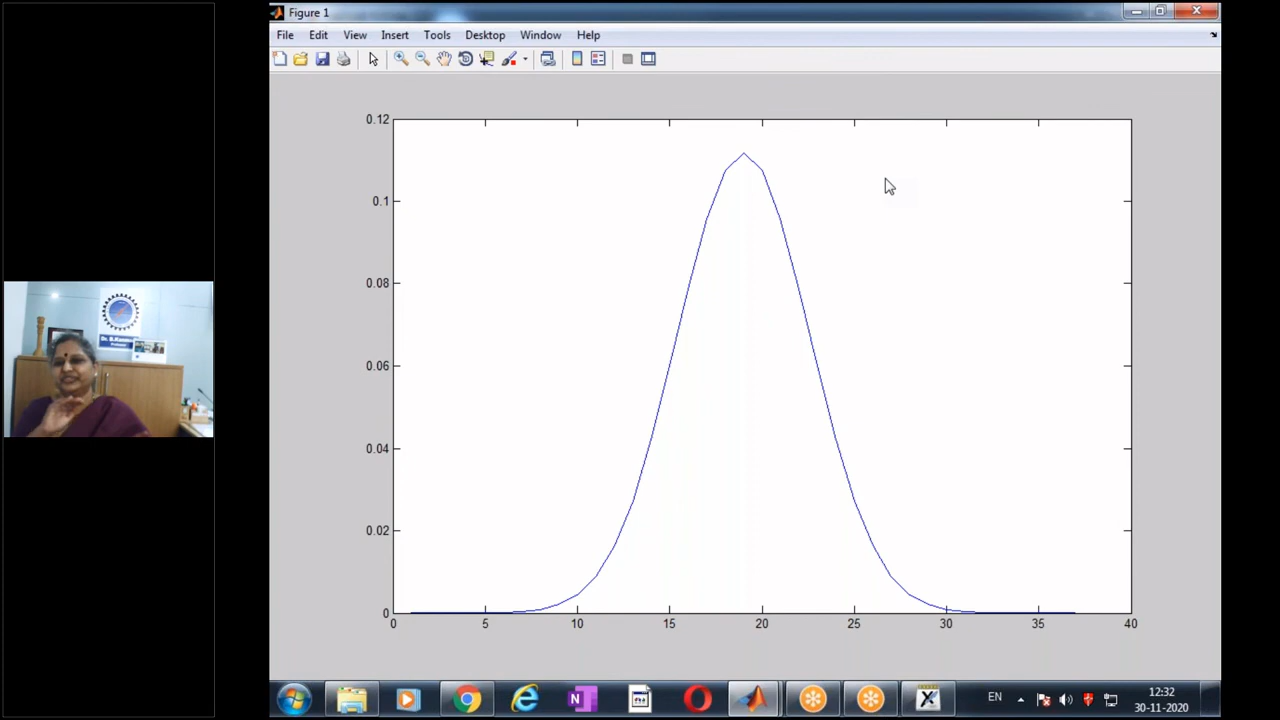 Figure 1
File Edit View Insert Tools Desktop Window Help
0.12
0.1
0.08
0.06
0.04
0.02
0
0 5 10 15 20 25 30 35 40
EN
12:32
30-11-2020